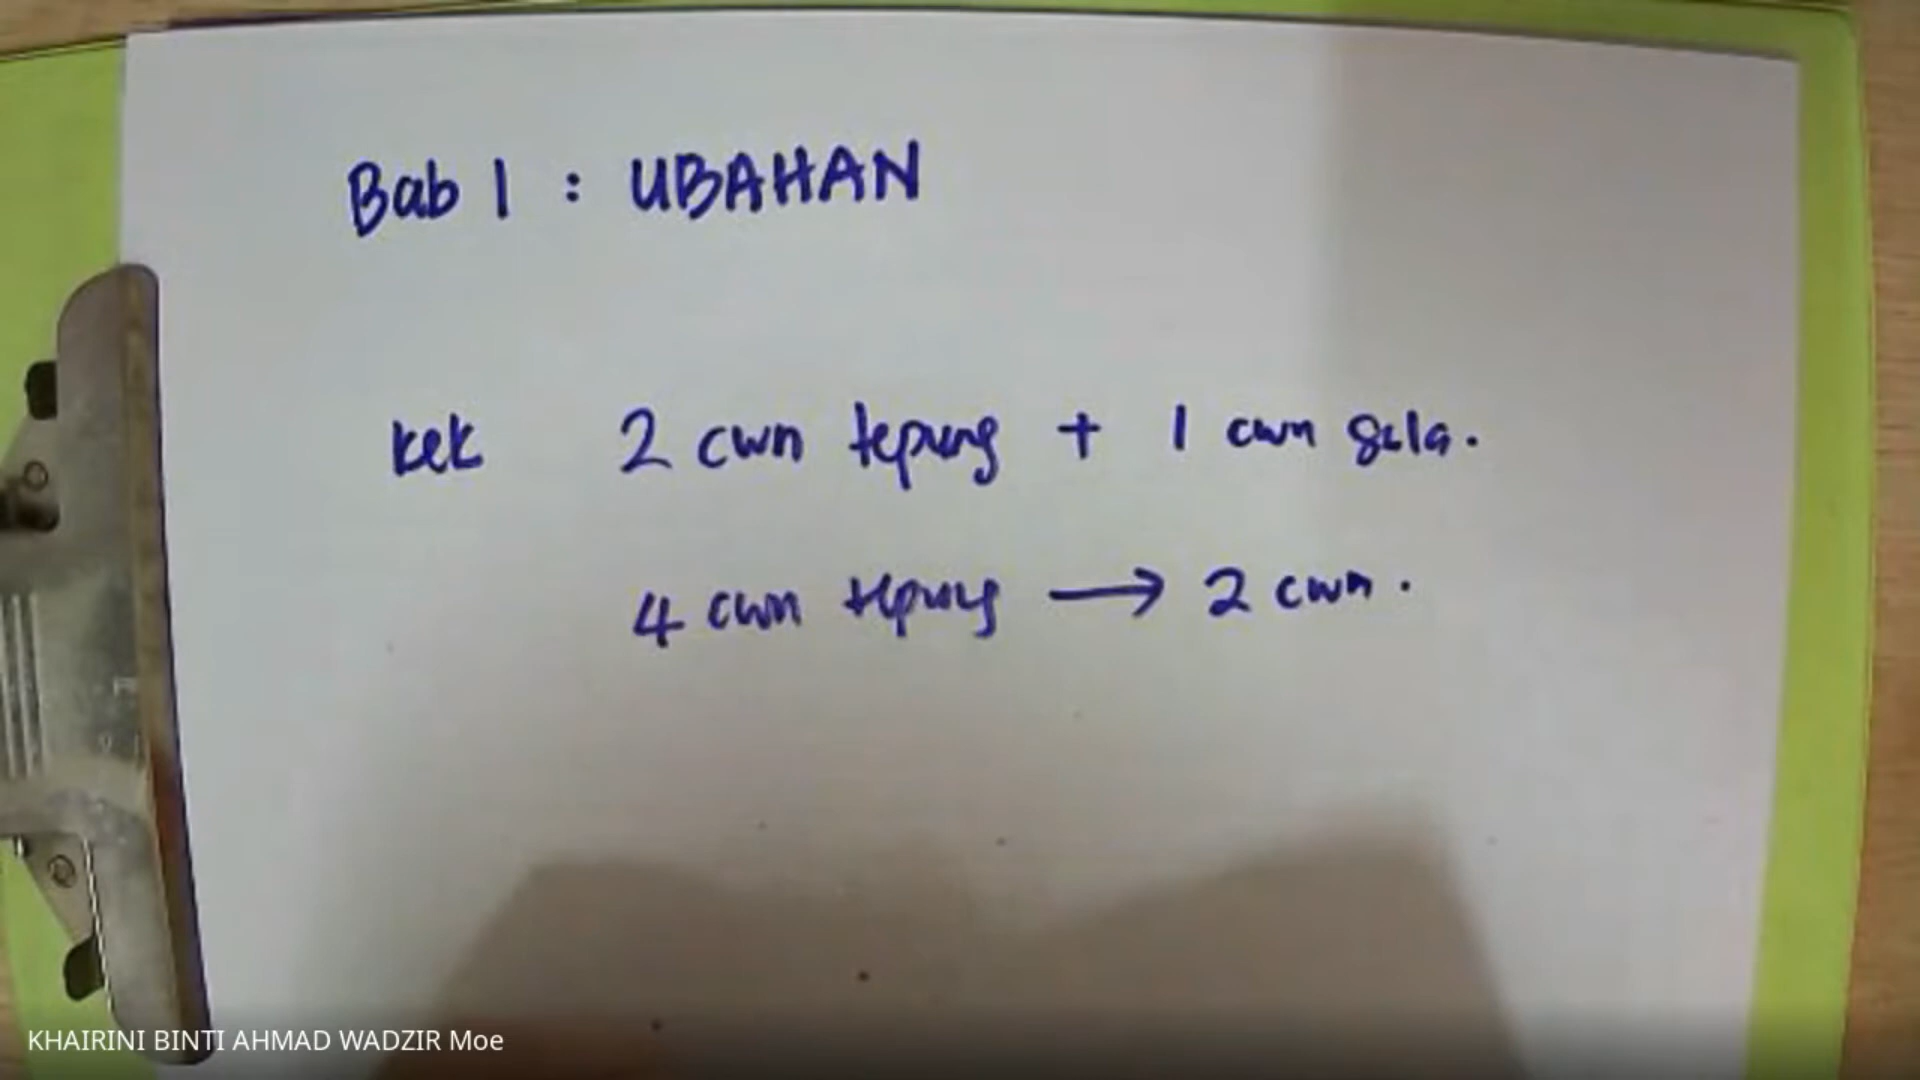 Bab 1 : UBAHAN
kek 2 cwn tepung + 1 cwn gula.
4 cwn tepung → 2 cwn.
KHAIRINI BINTI AHMAD WADZIR Moe